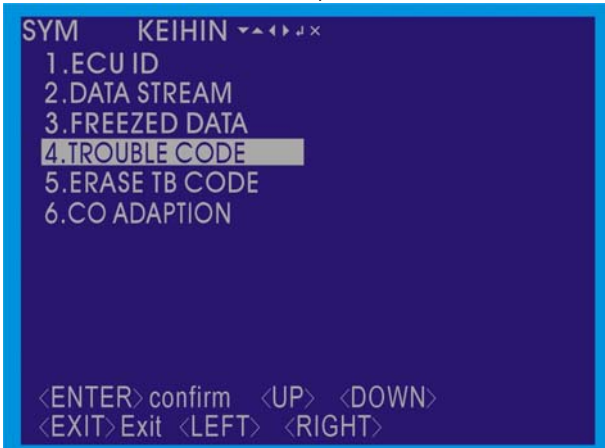 SYM KEIHIN ▼▲◀▶↲×
1.ECU ID
2.DATA STREAM
3.FREEZED DATA
4.TROUBLE CODE
5.ERASE TB CODE
6.CO ADAPTION
<ENTER> confirm <UP> <DOWN>
<EXIT> Exit <LEFT> <RIGHT>